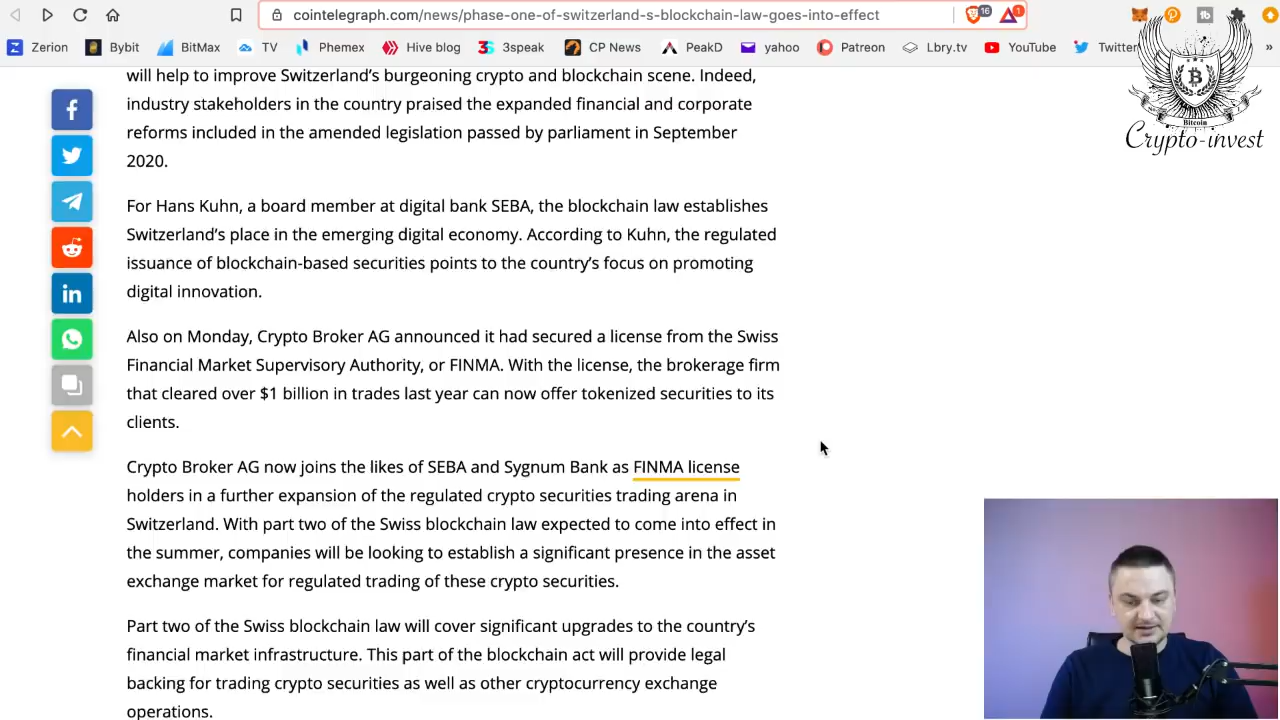 cointelegraph.com/news/phase-one-of-switzerland-s-blockchain-law-goes-into-effect
16
1
Zerion
Bybit
BitMax
TV
Phemex
Hive blog
3speak
CP News
PeakD
yahoo
Patreon
Lbry.tv
YouTube
Twitter
»
will help to improve Switzerland's burgeoning crypto and blockchain scene. Indeed,
industry stakeholders in the country praised the expanded financial and corporate
reforms included in the amended legislation passed by parliament in September
2020.
For Hans Kuhn, a board member at digital bank SEBA, the blockchain law establishes
Switzerland's place in the emerging digital economy. According to Kuhn, the regulated
issuance of blockchain-based securities points to the country's focus on promoting
digital innovation.
Also on Monday, Crypto Broker AG announced it had secured a license from the Swiss
Financial Market Supervisory Authority, or FINMA. With the license, the brokerage firm
that cleared over $1 billion in trades last year can now offer tokenized securities to its
clients.
Crypto Broker AG now joins the likes of SEBA and Sygnum Bank as FINMA license
holders in a further expansion of the regulated crypto securities trading arena in
Switzerland. With part two of the Swiss blockchain law expected to come into effect in
the summer, companies will be looking to establish a significant presence in the asset
exchange market for regulated trading of these crypto securities.
Part two of the Swiss blockchain law will over significant upgrades to the country's
financial market infrastructure. This part of the blockchain act will provide legal
backing for trading crypto securities as well as other cryptocurrency exchange
operations.
Bitcoin
Crypto-invest